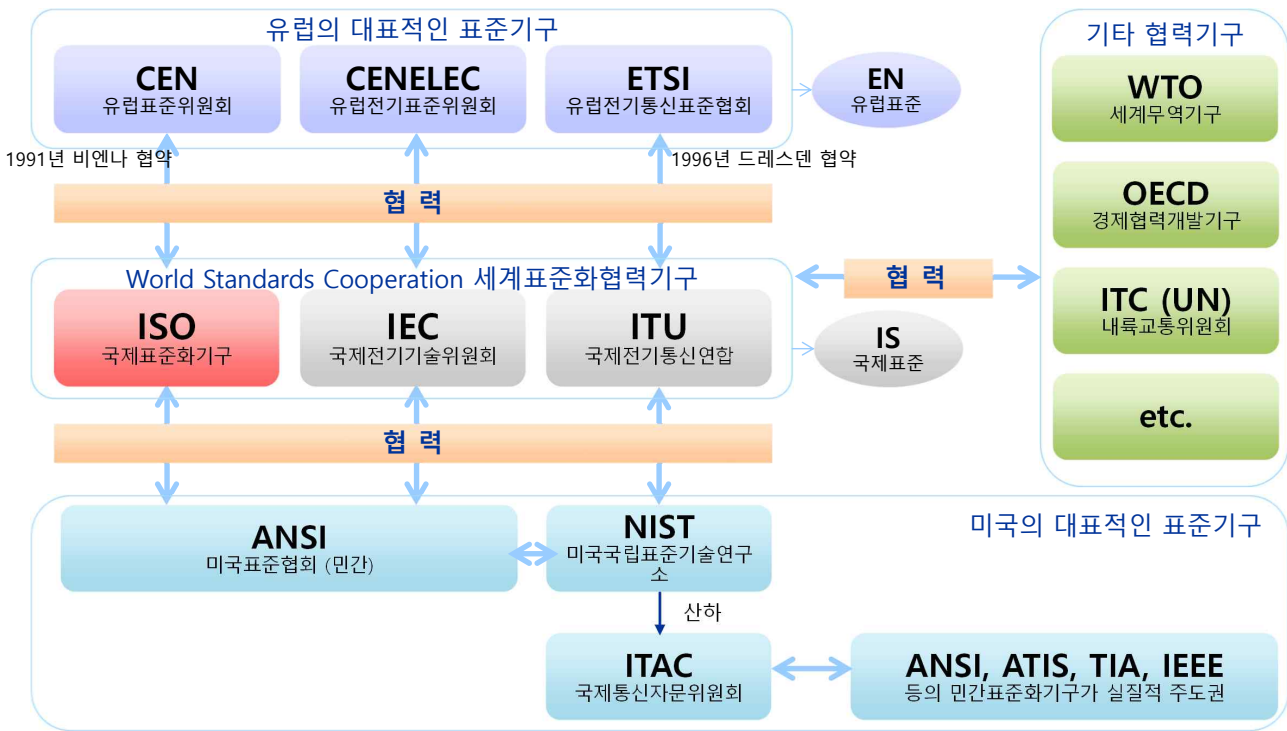 유럽의 대표적인 표준기구
CEN
유럽표준위원회
CENELEC
유럽전기표준위원회
ETSI
유럽전기통신표준협회
EN
유럽표준
1991년 비엔나 협약
1996년 드레스덴 협약
협 력
World Standards Cooperation 세계표준화협력기구
ISO
국제표준화기구
IEC
국제전기기술위원회
ITU
국제전기통신연합
IS
국제표준
협 력
기타 협력기구
WTO
세계무역기구
OECD
경제협력개발기구
ITC (UN)
내륙교통위원회
etc.
협 력
미국의 대표적인 표준기구
ANSI
미국표준협회 (민간)
NIST
미국국립표준기술연구
소
산하
ITAC
국제통신자문위원회
ANSI, ATIS, TIA, IEEE
등의 민간표준화기구가 실질적 주도권